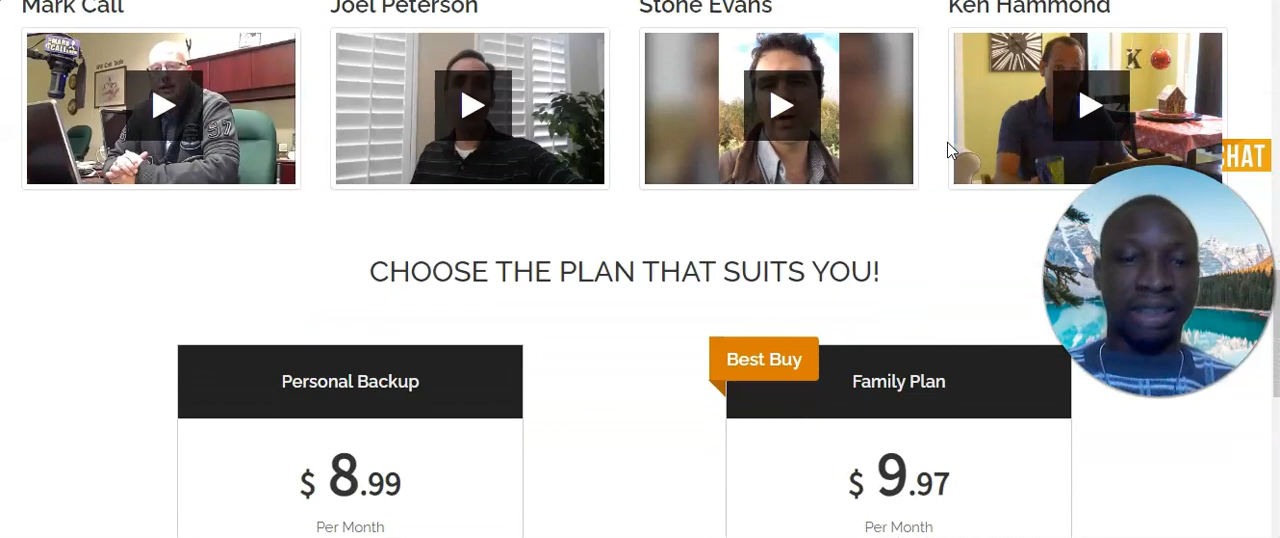 Mark Call
Joel Peterson
Stone Evans
Ken Hammond
K
CHAT
CHOOSE THE PLAN THAT SUITS YOU!
Personal Backup
Best Buy
Family Plan
$ 8.99
$ 9.97
Per Month
Per Month